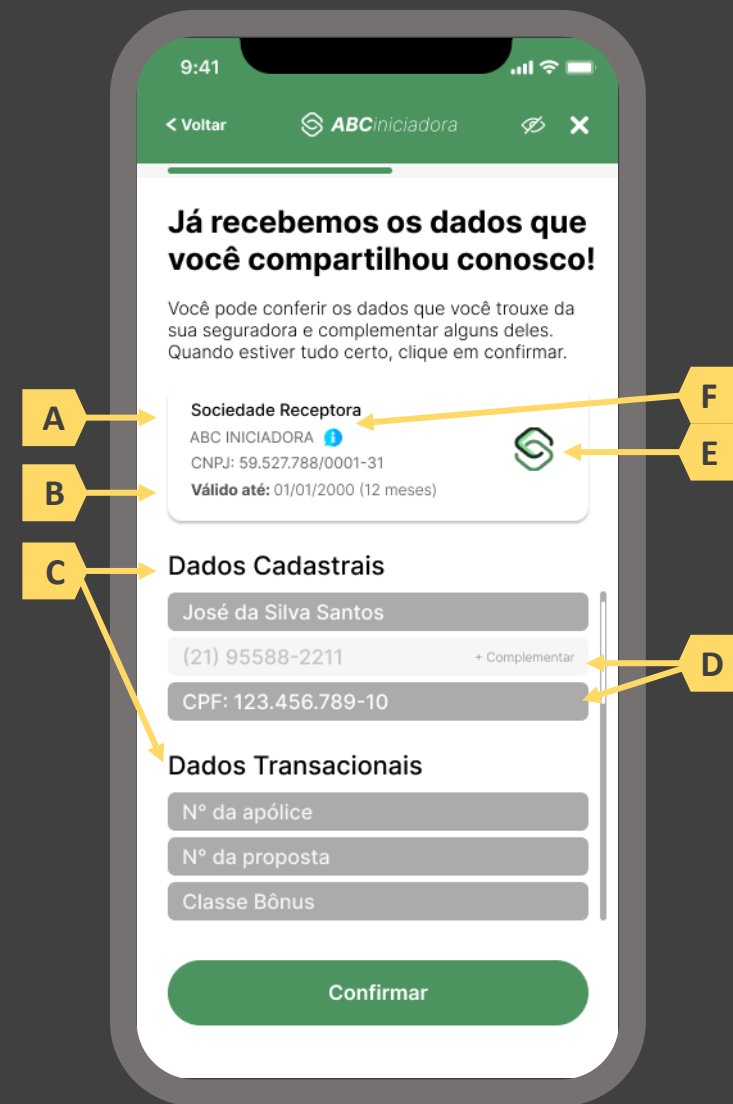 9:41
< Voltar
ABCiniciadora
Já recebemos os dados que
você compartilhou conosco!
Você pode conferir os dados que você trouxe da
sua seguradora e complementar alguns deles.
Quando estiver tudo certo, clique em confirmar.
A
Sociedade Receptora
F
ABC INICIADORA i
E
CNPJ: 59.527.788/0001-31
B
Válido até: 01/01/2000 (12 meses)
C
Dados Cadastrais
José da Silva Santos
(21) 95588-2211
+ Complementar
D
CPF: 123.456.789-10
Dados Transacionais
N° da apólice
N° da proposta
Classe Bônus
Confirmar